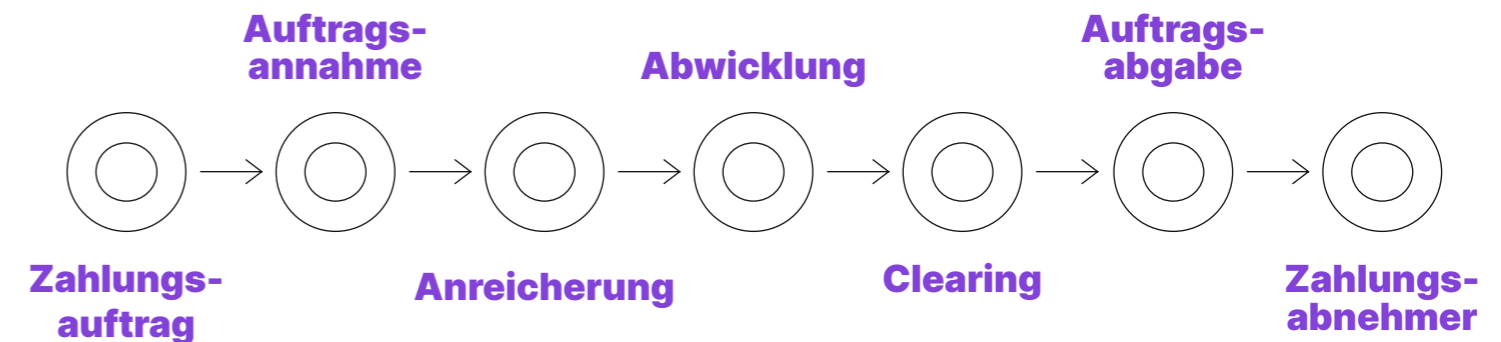 Zahlungs-
auftrag
Auftrags-
annahme
Anreicherung
Abwicklung
Clearing
Auftrags-
abgabe
Zahlungs-
abnehmer